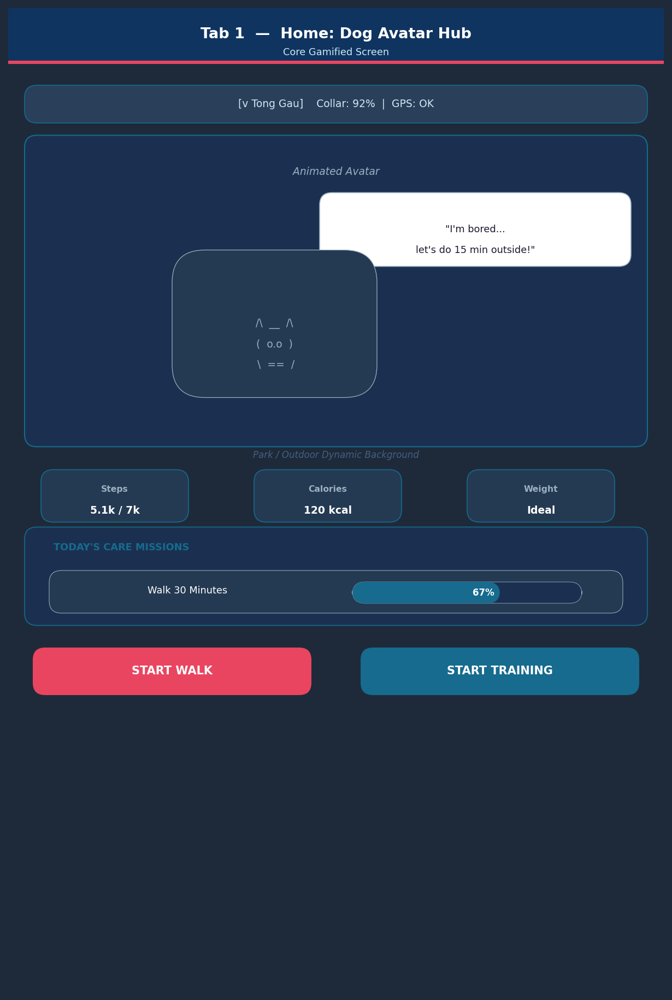 Tab 1 — Home: Dog Avatar Hub
Core Gamified Screen
[v Tong Gau] Collar: 92% | GPS: OK
Animated Avatar
"I'm bored...
let's do 15 min outside!"
/\ __ /\
( o.o )
\ == /
Park / Outdoor Dynamic Background
Steps Calories Weight
5.1k / 7k 120 kcal Ideal
TODAY'S CARE MISSIONS
Walk 30 Minutes 67%
START WALK START TRAINING